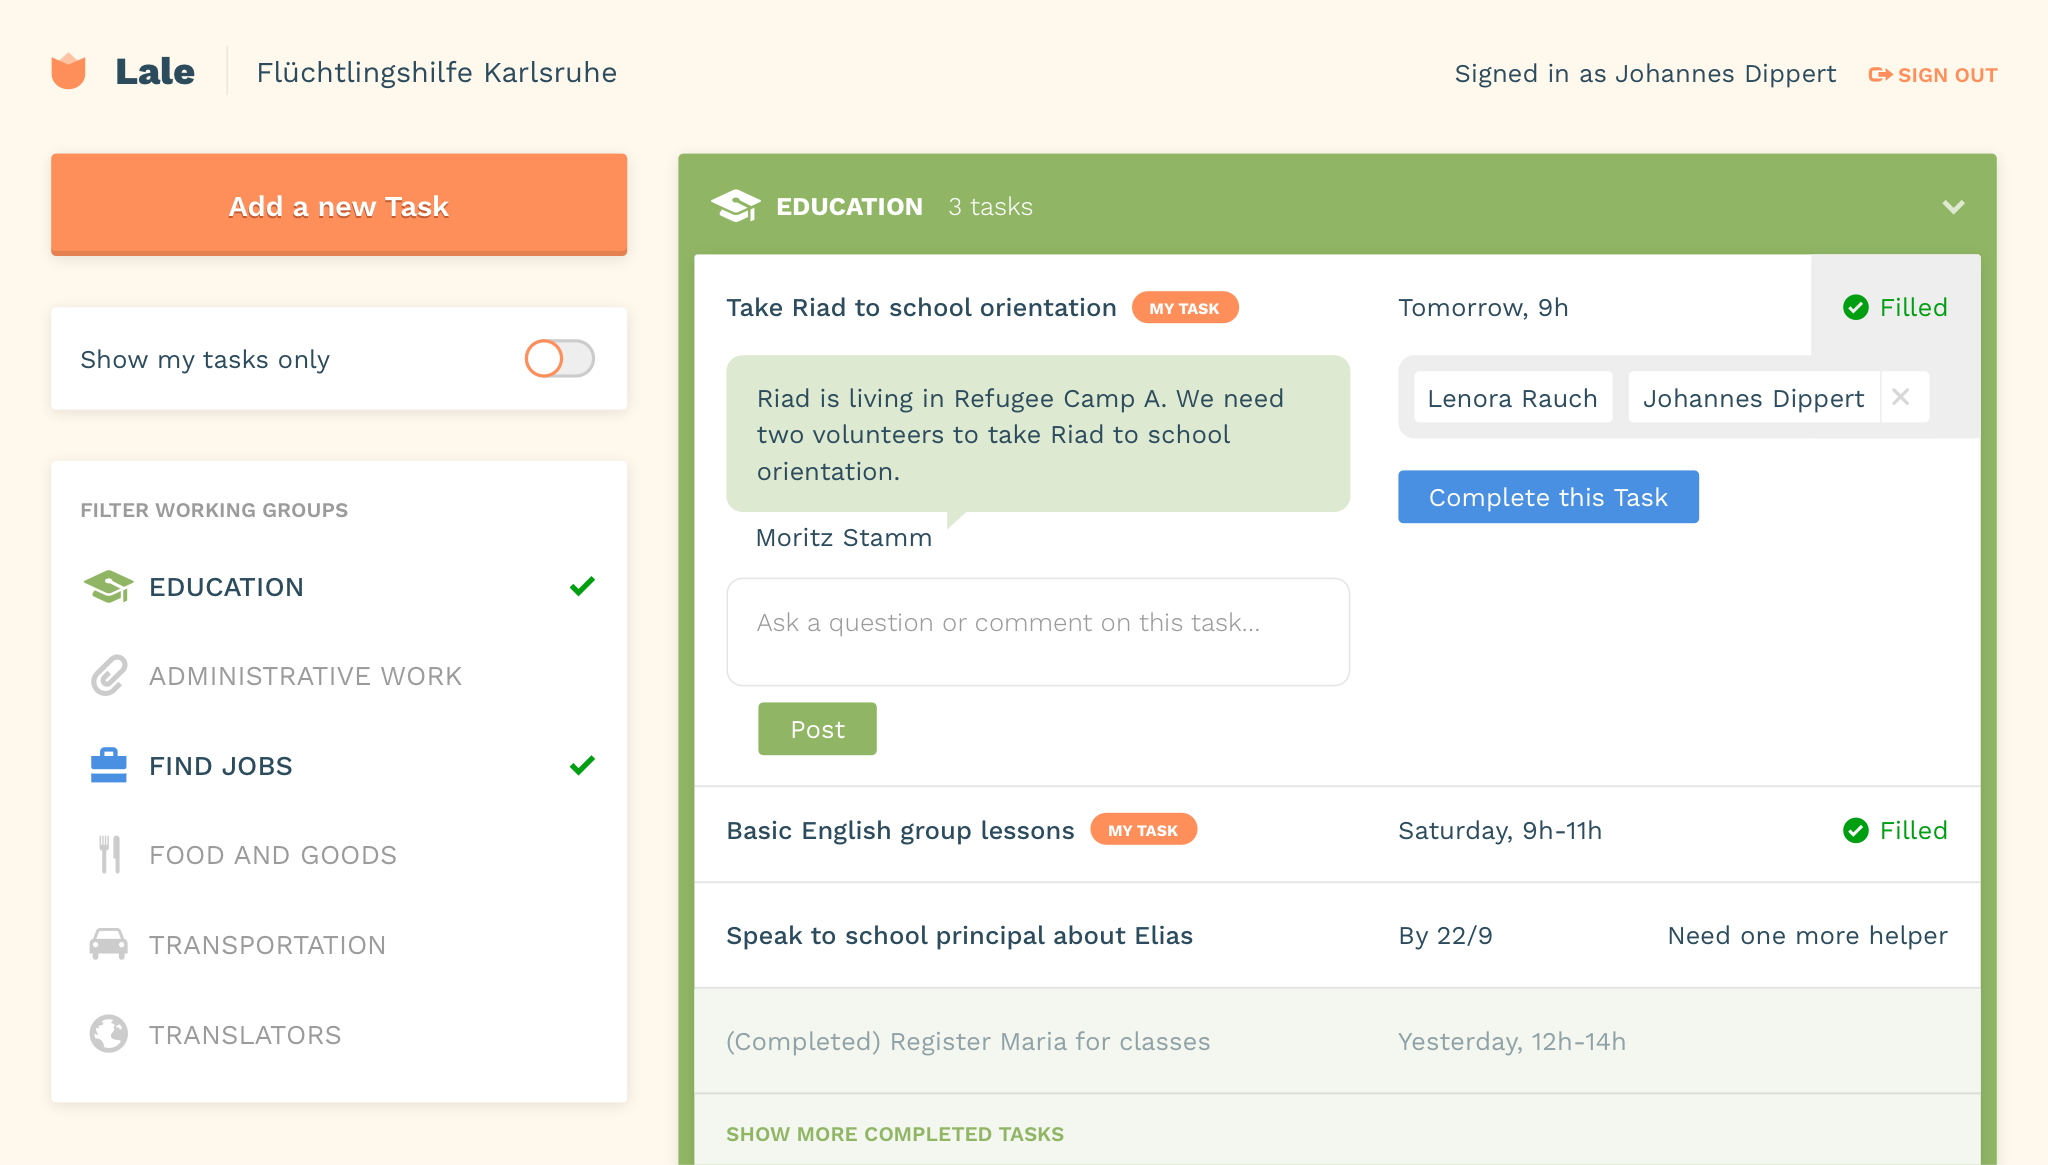 Lale
Flüchtlingshilfe Karlsruhe
Signed in as Johannes Dippert
SIGN OUT
Add a new Task
Show my tasks only
FILTER WORKING GROUPS
EDUCATION
ADMINISTRATIVE WORK
FIND JOBS
FOOD AND GOODS
TRANSPORTATION
TRANSLATORS
EDUCATION 3 tasks
Take Riad to school orientation MY TASK Tomorrow, 9h Filled
Riad is living in Refugee Camp A. We need
two volunteers to take Riad to school
orientation.
Moritz Stamm
Lenora Rauch Johannes Dippert
Complete this Task
Ask a question or comment on this task...
Post
Basic English group lessons MY TASK Saturday, 9h-11h Filled
Speak to school principal about Elias By 22/9 Need one more helper
(Completed) Register Maria for classes Yesterday, 12h-14h
SHOW MORE COMPLETED TASKS